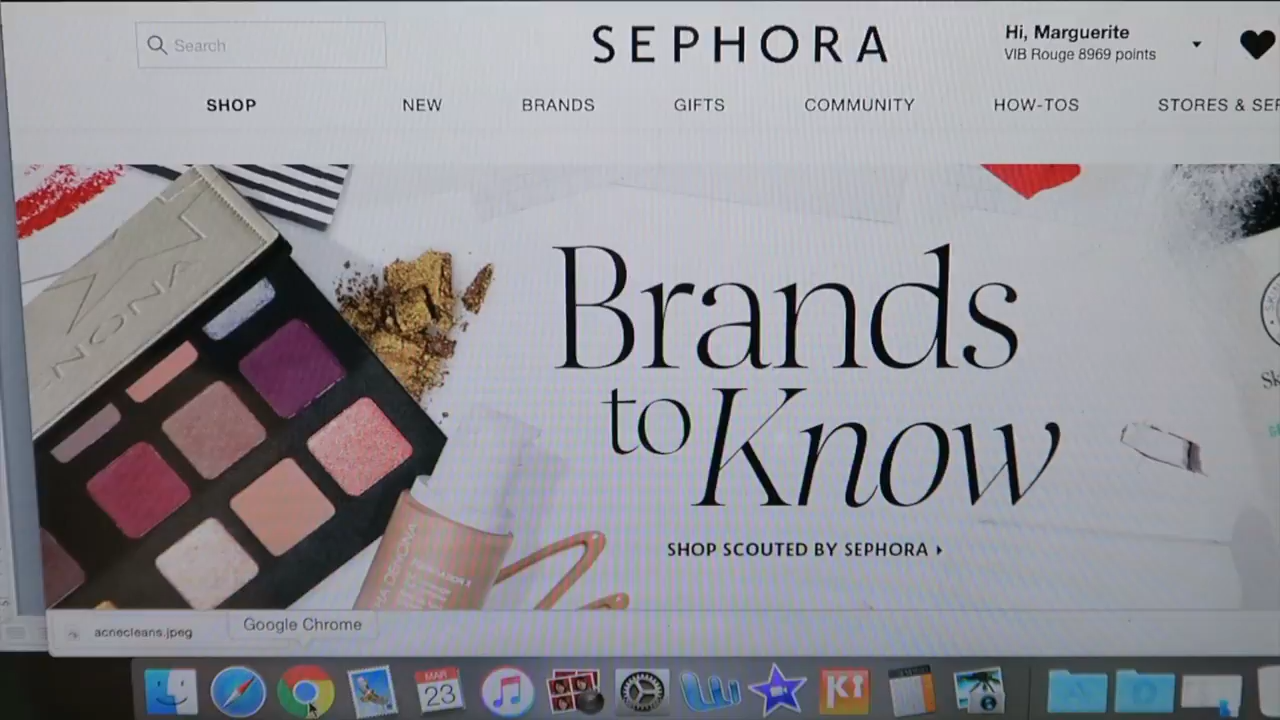 Search
SEPHORA
Hi, Marguerite
VIB Rouge 8969 points
SHOP
NEW
BRANDS
GIFTS
COMMUNITY
HOW-TOS
STORES &
Brands
to Know
SHOP SCOUTED BY SEPHORA
acnecleans.jpeg
Google Chrome
MAR
23